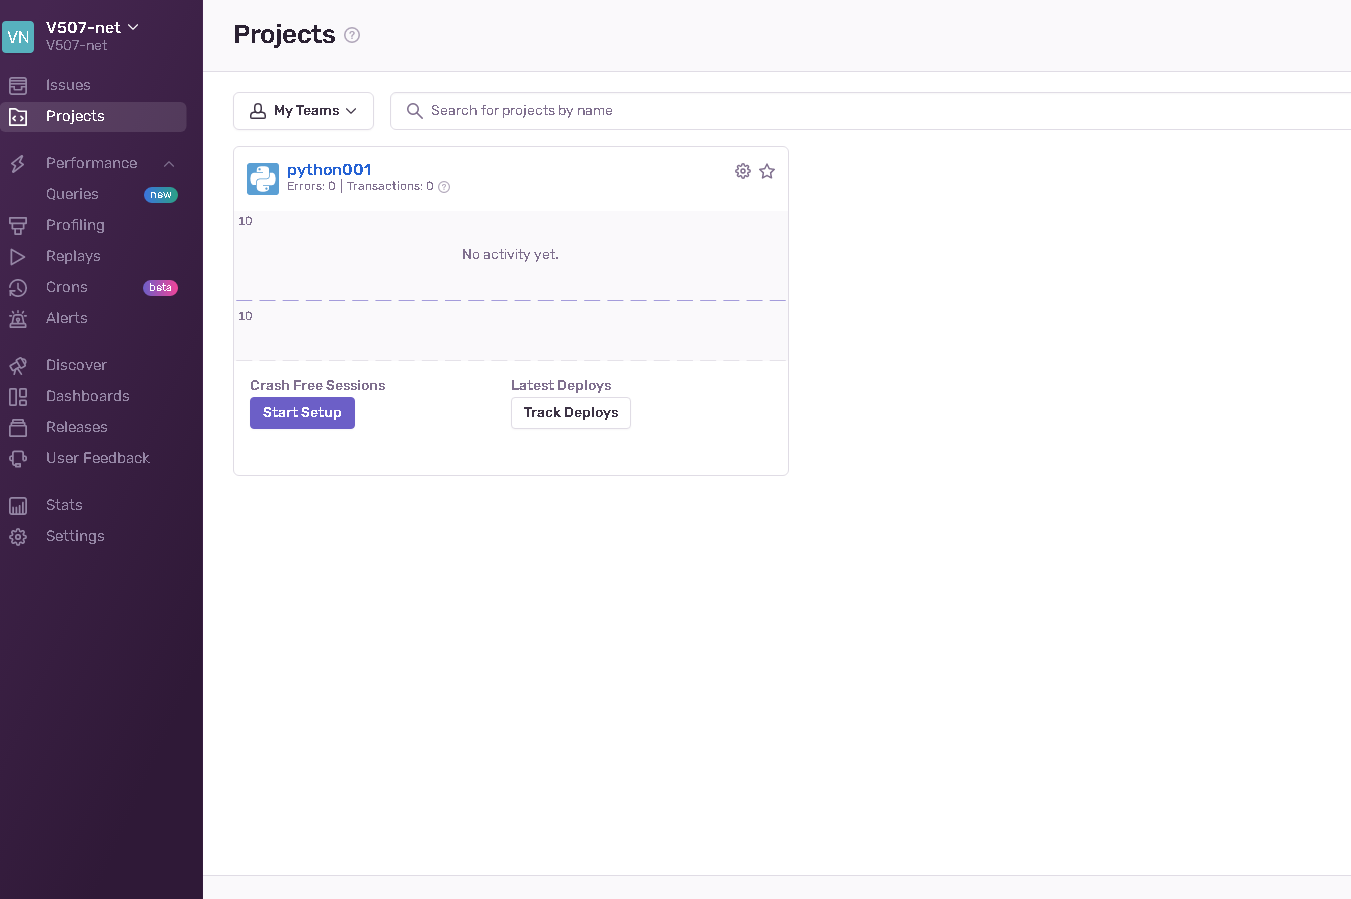 VN
V507-net
V507-net
Issues
Projects
Performance
Queries new
Profiling
Replays
Crons beta
Alerts
Discover
Dashboards
Releases
User Feedback
Stats
Settings
Projects ?
My Teams
Search for projects by name
python001
Errors: 0 | Transactions: 0 ?
10
No activity yet.
10
Crash Free Sessions
Start Setup
Latest Deploys
Track Deploys